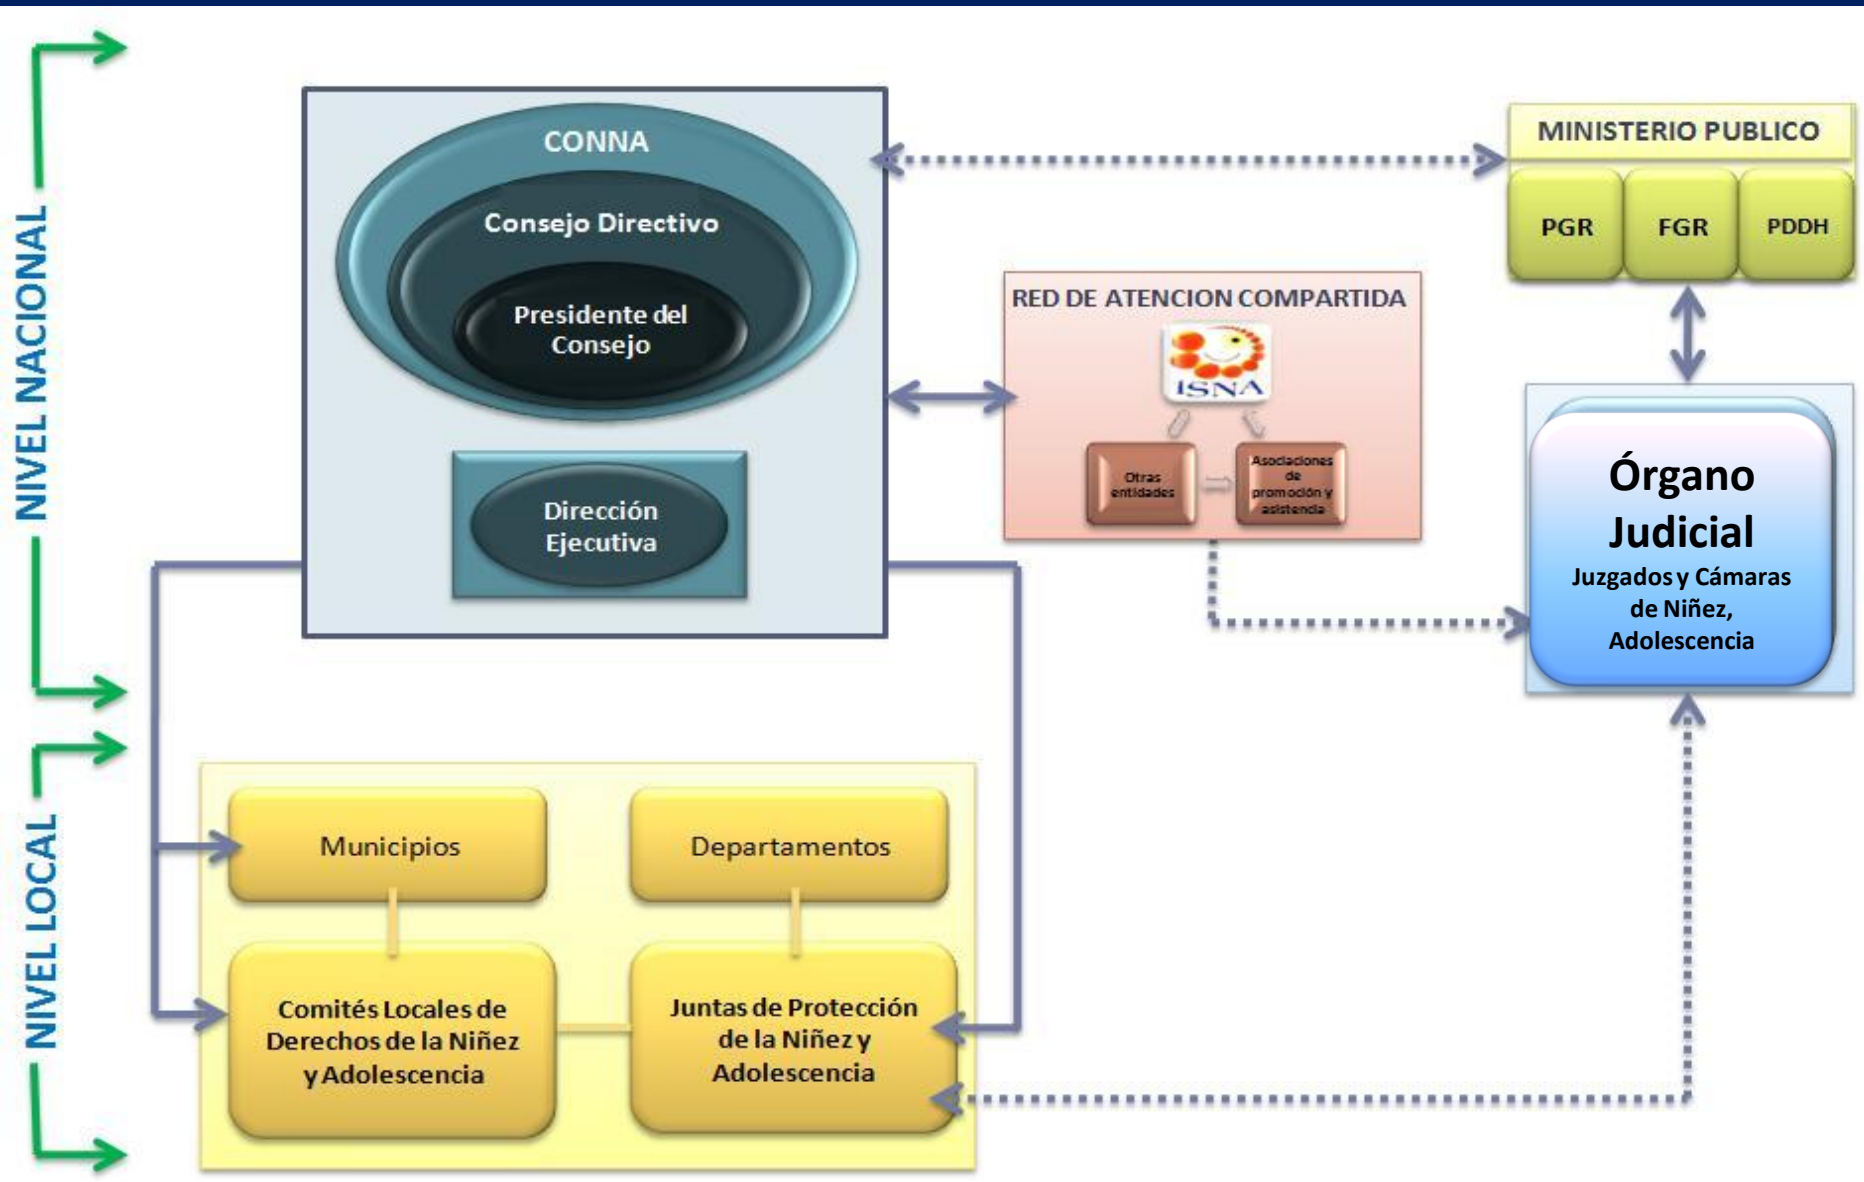 NIVEL NACIONAL
CONNA
Consejo Directivo
Presidente del
Consejo
Dirección
Ejecutiva
RED DE ATENCION COMPARTIDA
ISNA
Otras
entidades
Asociaciones
de
promoción y
asistencia
MINISTERIO PUBLICO
PGR
FGR
PDDH
Órgano
Judicial
Juzgados y Cámaras
de Niñez,
Adolescencia
NIVEL LOCAL
Municipios
Departamentos
Comités Locales de
Derechos de la Niñez
y Adolescencia
Juntas de Protección
de la Niñez y
Adolescencia